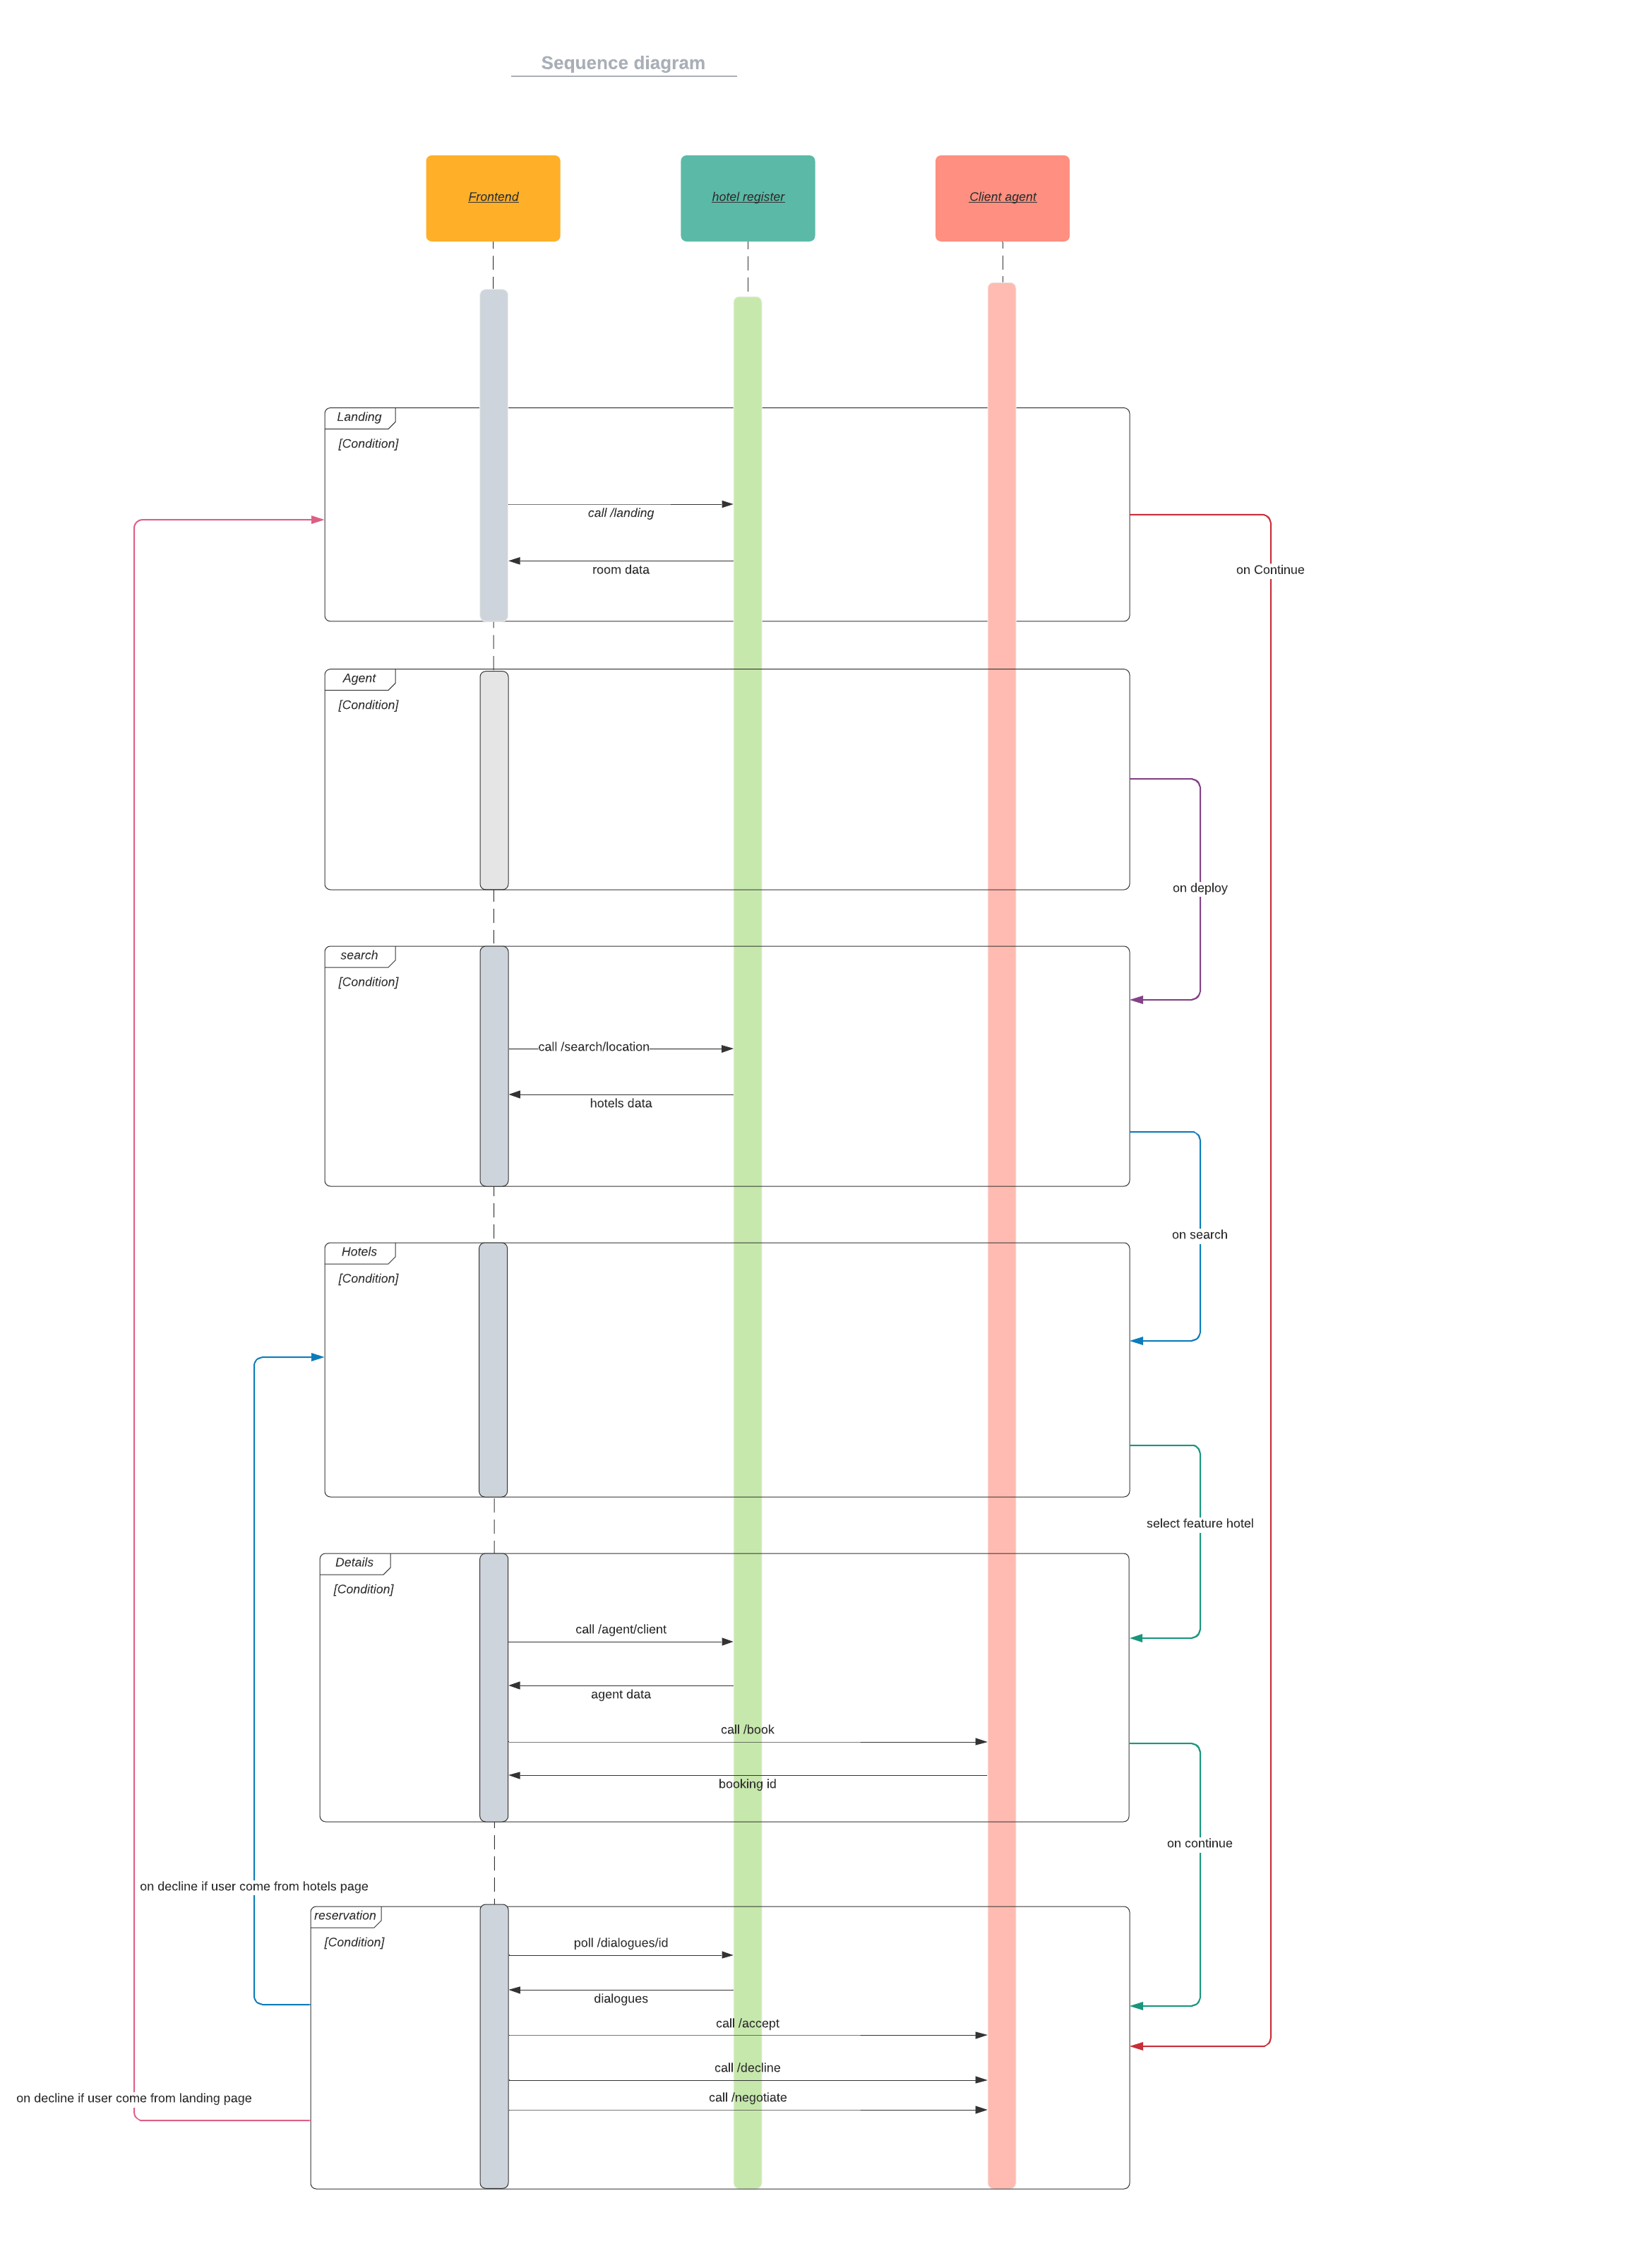 Sequence diagram
Frontend
hotel register
Client agent
Landing
[Condition]
call /landing
room data
on Continue
Agent
[Condition]
on deploy
search
[Condition]
call /search/location
hotels data
on search
Hotels
[Condition]
select feature hotel
Details
[Condition]
call /agent/client
agent data
call /book
booking id
on continue
on decline if user come from hotels page
reservation
[Condition]
poll /dialogues/id
dialogues
call /accept
call /decline
call /negotiate
on decline if user come from landing page